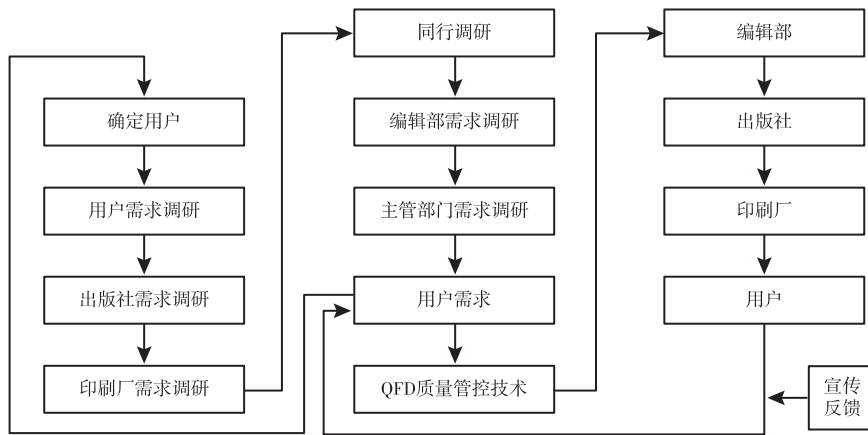 确定用户
用户需求调研
出版社需求调研
印刷厂需求调研
同行调研
编辑部需求调研
主管部门需求调研
用户需求
QFD质量管控技术
编辑部
出版社
印刷厂
用户
宣传
反馈